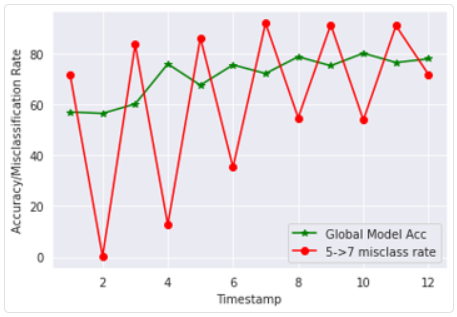 Accuracy/Misclassification Rate
80
60
40
20
0
2 4 6 8 10 12
Timestamp
Global Model Acc
5->7 misclass rate